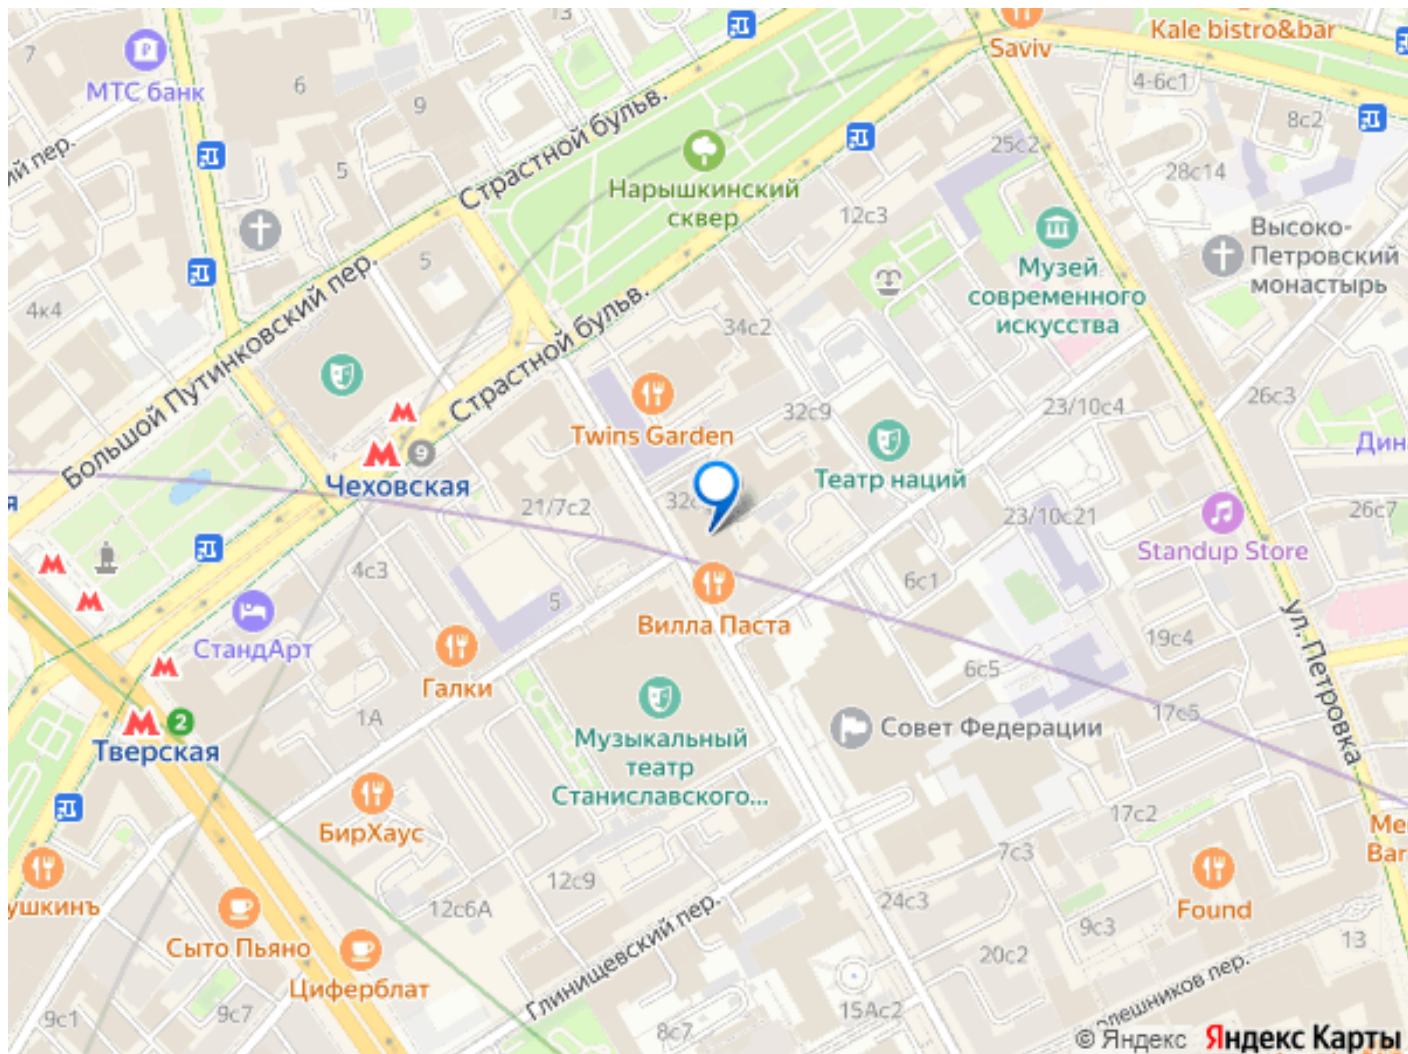 13
Saviv
Kale bistro&bar
7
МТС банк
6
9
4-6с1
8с2
ий пер.
5
Страстной бульв.
25с2
28с14
Нарышкинский
сквер
12с3
Высоко-
Петровский
монастырь
Музей
современного
искусства
5
4к4
Большой Путинковский пер.
Страстной бульв.
34с2
26с3
32с9
23/10с4
Twins Garden
Театр наций
Дин
Чеховская
9
21/7с2
32с
23/10с21
26с7
Standup Store
я
4с3
5
6с1
Вилла Паста
СтандАрт
19с4
ул. Петровка
Галки
6с5
1А
2
Тверская
17с5
Совет Федерации
Музыкальный
театр
Станиславского...
БирХаус
17с2
Me
Bar
7с3
12с9
ушкинъ
12с6А
24с3
Found
9с3
Сыто Пьяно
Глинищевский пер.
20с2
13
Циферблат
9с1
9с7
8с7
15Ас2
олешников пер.
© Яндекс Яндекс Карты